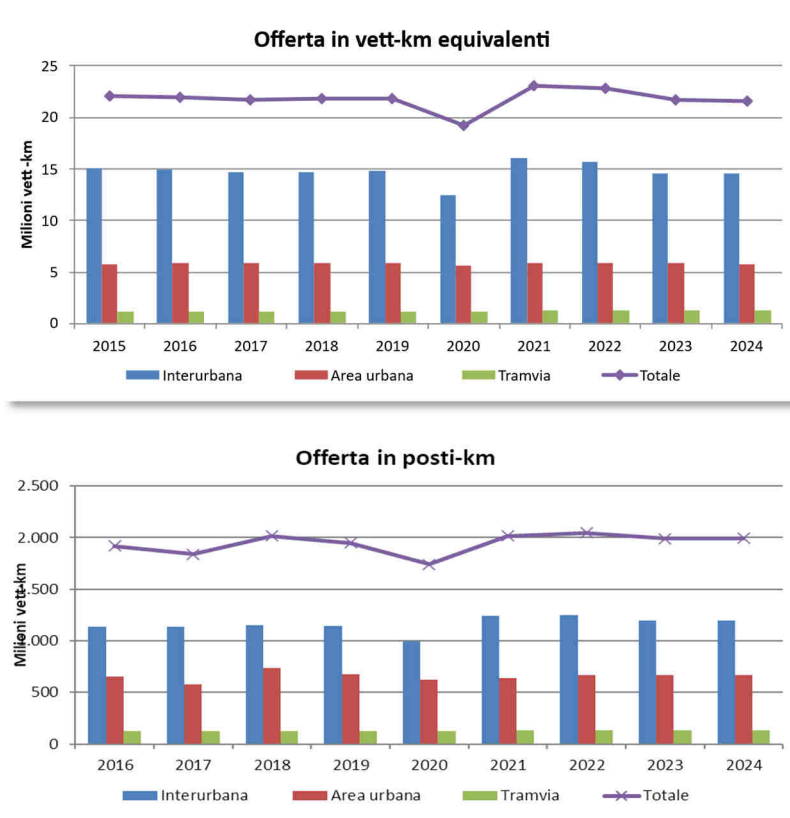 Offerta in vett-km equivalenti
25
20
15
10
5
0
Milioni vett -km
2015 2016 2017 2018 2019 2020 2021 2022 2023 2024
Interurbana Area urbana Tramvia Totale
Offerta in posti-km
2.500
2.000
.500
.000
500
0
Milioni vett-km
2016 2017 2018 2019 2020 2021 2022 2023 2024
Interurbana Area urbana Tramvia Totale